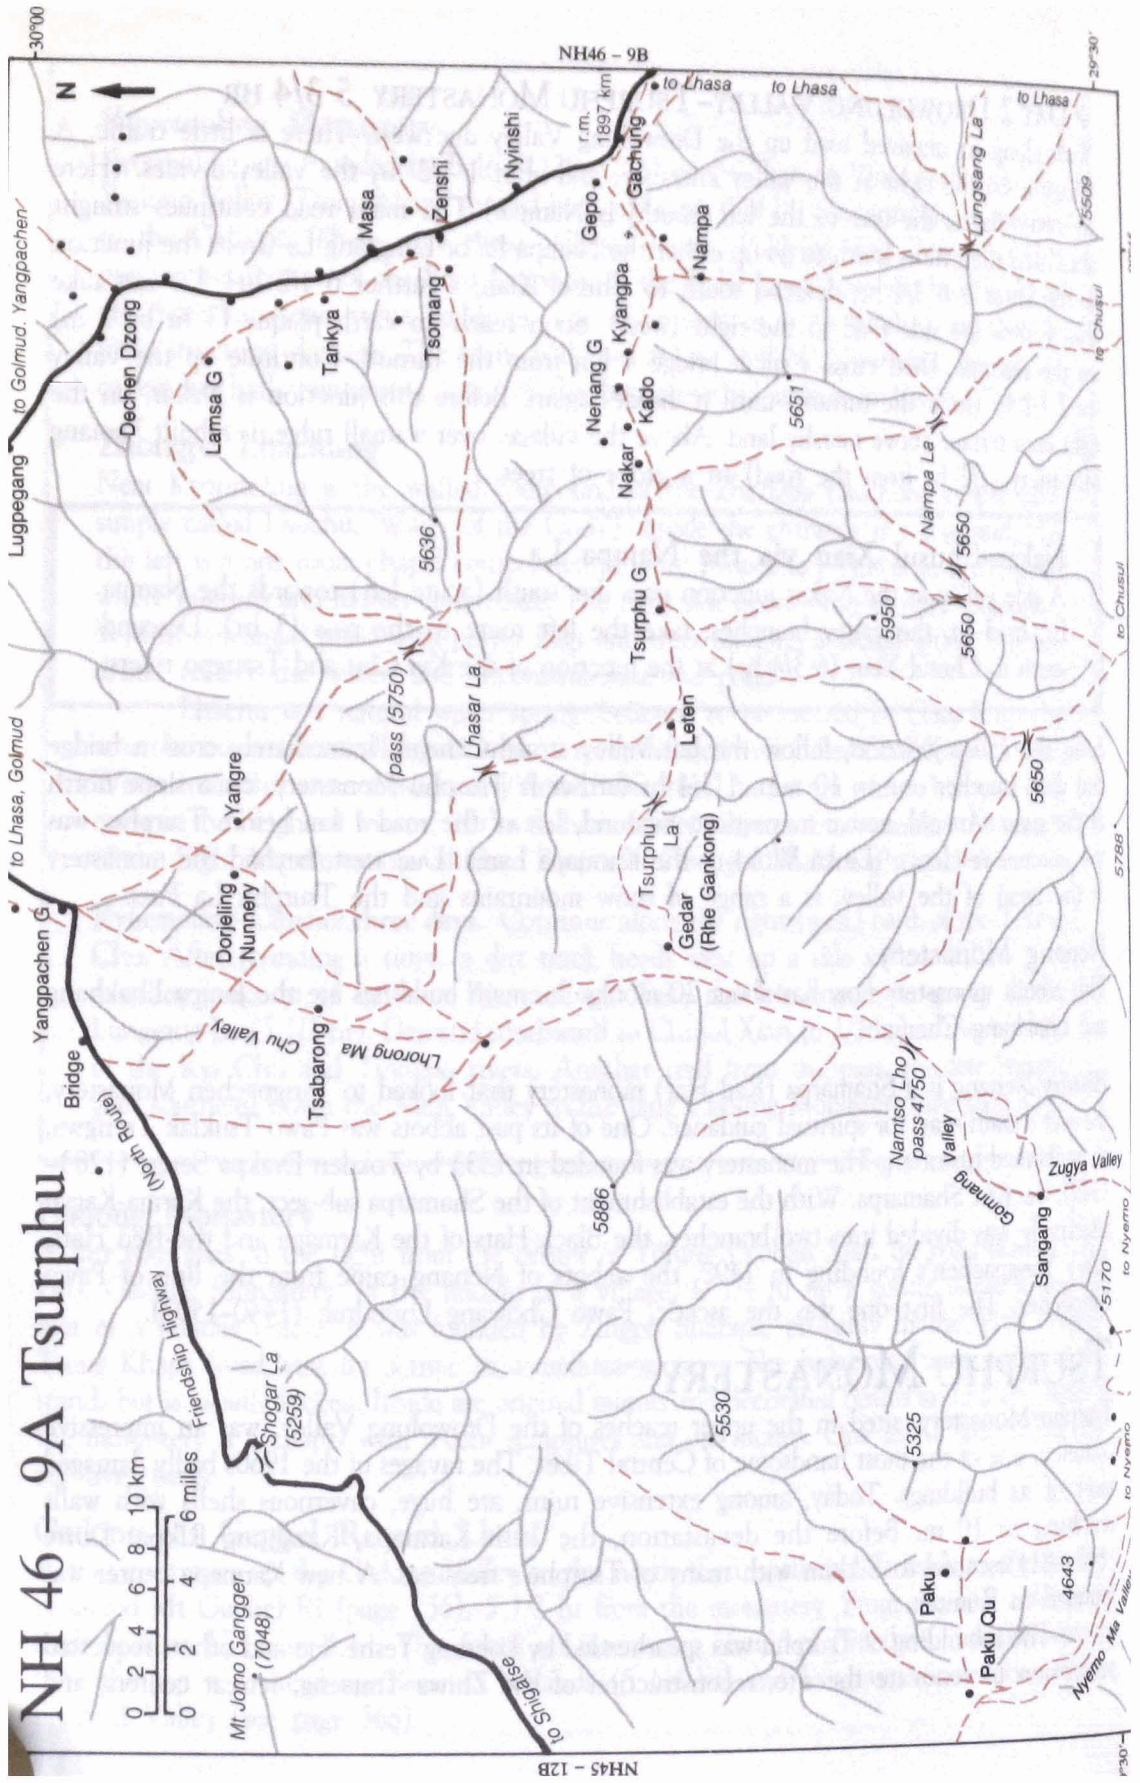 NH 46 – 9A Tsurphu
0 2 4 6 8 10 km
0 2 4 6 miles
Mt Jomo Gangger
(7048)
to Shigatse
NH45 – 12B
Shogar La
(5259)
Friendship Highway
(North Route)
Bridge
Yangpachen G
to Lhasa, Golmud
Lugpegang
to Golmud. Yangpachen
30°00
N
Dechen Dzong
Lamsa G
Tankya
Masa
Zenshi
Tsomang
Nyinshi
NH46 – 9B
r.m.
1897 km
to Lhasa
to Lhasa
to Lhasa
29°30'
Gachung
Gepo
Nampa
Kyangpa
Nenang G
Kado
Nakar
Lungsang La
5509
to Chusul
5651
Nampa La
5650
5650
5950
to Chusul
5636
Tsurphu G
pass (5750)
Lhasar La
Leten
Yangre
Dorjeling
Nunnery
Tsurphu
La
Gedar
(Rhe Gankong)
5650
5788
Chu Valley
Lhorong Ma
Tsabarong
5886
Namtso Lho
pass 4750
Gomnang
Valley
Sangang
Zugya Valley
to Nyemo
5170
5530
5325
to Nyemo
Paku
Paku Qu
4643
Nyemo Ma Valley